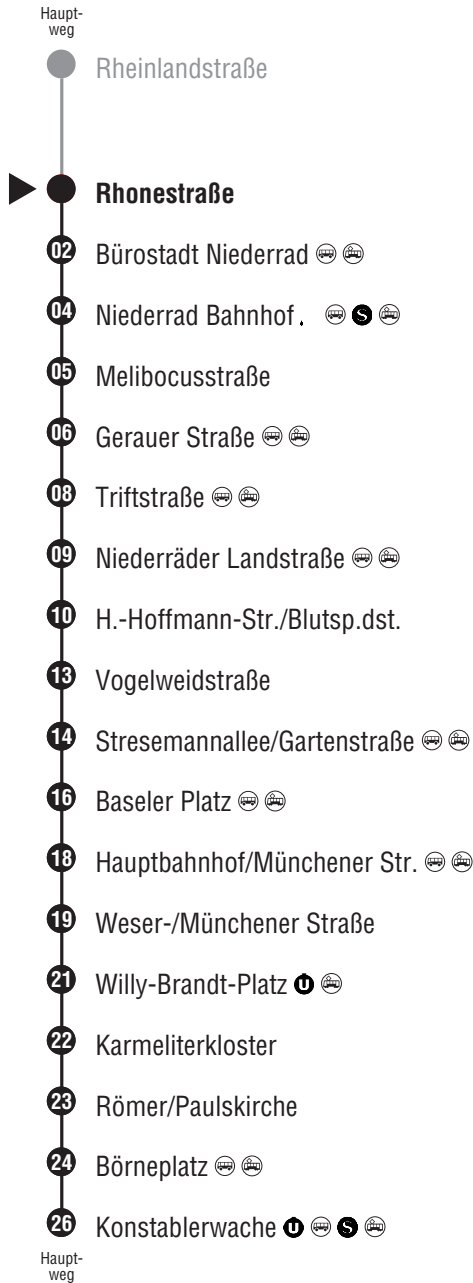 Haupt-
weg
Rheinlandstraße
Rhonestraße
02 Bürostadt Niederrad
04 Niederrad Bahnhof. S
05 Melibocusstraße
06 Gerauer Straße
08 Triftstraße
09 Niederräder Landstraße
10 H.-Hoffmann-Str./Blutsp.dst.
13 Vogelweidstraße
14 Stresemannallee/Gartenstraße
16 Baseler Platz
18 Hauptbahnhof/Münchener Str.
19 Weser-/Münchener Straße
21 Willy-Brandt-Platz U
22 Karmeliterkloster
23 Römer/Paulskirche
24 Börneplatz
26 Konstablerwache U S
Haupt-
weg